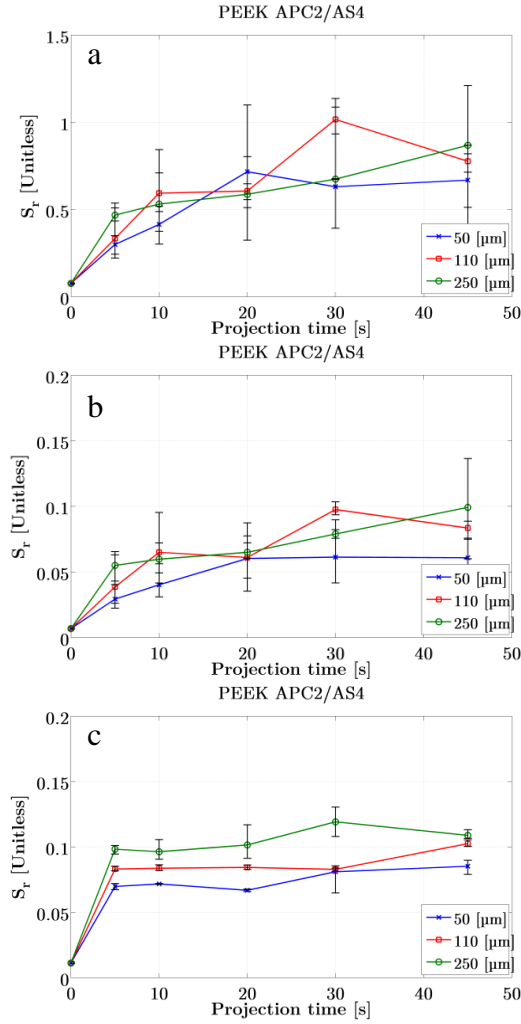 PEEK APC2/AS4
a
1.5
1
0.5
0
S_r [Unitless]
0 10 20 30 40 50
Projection time [s]
50 [µm]
110 [µm]
250 [µm]
PEEK APC2/AS4
b
0.2
0.15
0.1
0.05
0
S_r [Unitless]
0 10 20 30 40 50
Projection time [s]
50 [µm]
110 [µm]
250 [µm]
PEEK APC2/AS4
c
0.2
0.15
0.1
0.05
0
S_r [Unitless]
0 10 20 30 40 50
Projection time [s]
50 [µm]
110 [µm]
250 [µm]